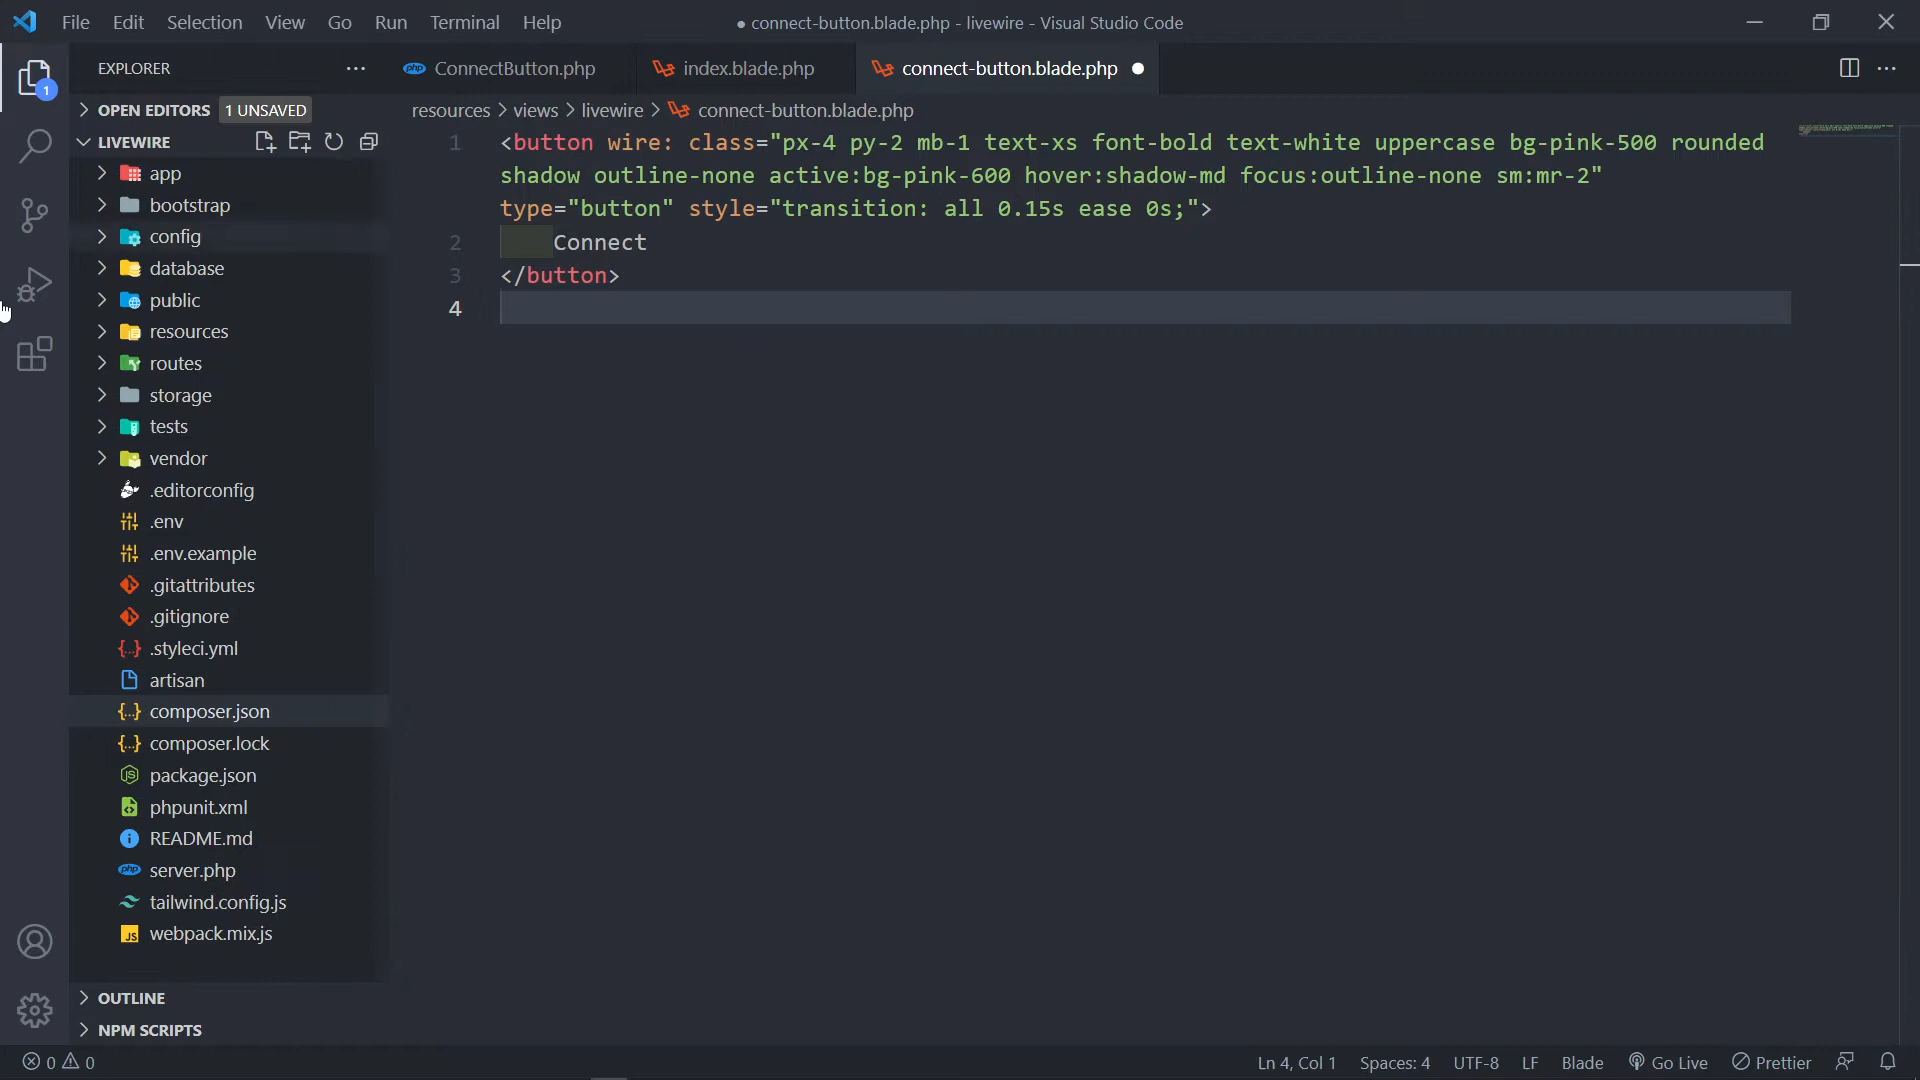 File Edit Selection View Go Run Terminal Help
● connect-button.blade.php - livewire - Visual Studio Code
EXPLORER
ConnectButton.php
index.blade.php
connect-button.blade.php
1
OPEN EDITORS 1 UNSAVED
resources > views > livewire > connect-button.blade.php
LIVEWIRE
app
bootstrap
config
database
public
resources
routes
storage
tests
vendor
.editorconfig
.env
.env.example
.gitattributes
.gitignore
.styleci.yml
artisan
composer.json
composer.lock
package.json
phpunit.xml
README.md
server.php
tailwind.config.js
webpack.mix.js
OUTLINE
NPM SCRIPTS
1 <button wire: class="px-4 py-2 mb-1 text-xs font-bold text-white uppercase bg-pink-500 rounded
shadow outline-none active:bg-pink-600 hover:shadow-md focus:outline-none sm:mr-2"
type="button" style="transition: all 0.15s ease 0s;">
2 Connect
3 </button>
4
0 0
Ln 4, Col 1 Spaces: 4 UTF-8 LF Blade Go Live Prettier